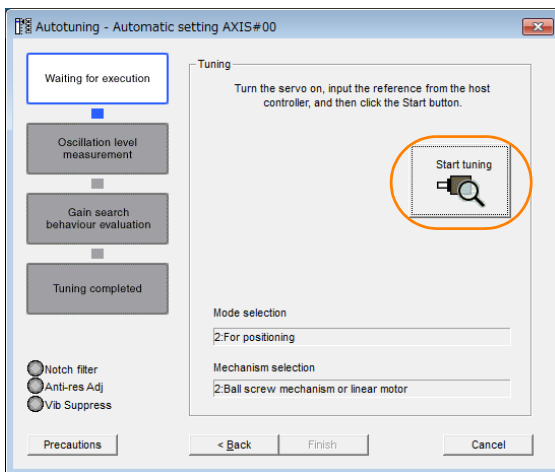 Autotuning - Automatic setting AXIS#00
Waiting for execution
Oscillation level
measurement
Gain search
behaviour evaluation
Tuning completed
Notch filter
Anti-res Adj
Vib Suppress
Tuning
Turn the servo on, input the reference from the host
controller, and then click the Start button.
Start tuning
Mode selection
2:For positioning
Mechanism selection
2:Ball screw mechanism or linear motor
Precautions
< Back
Finish
Cancel